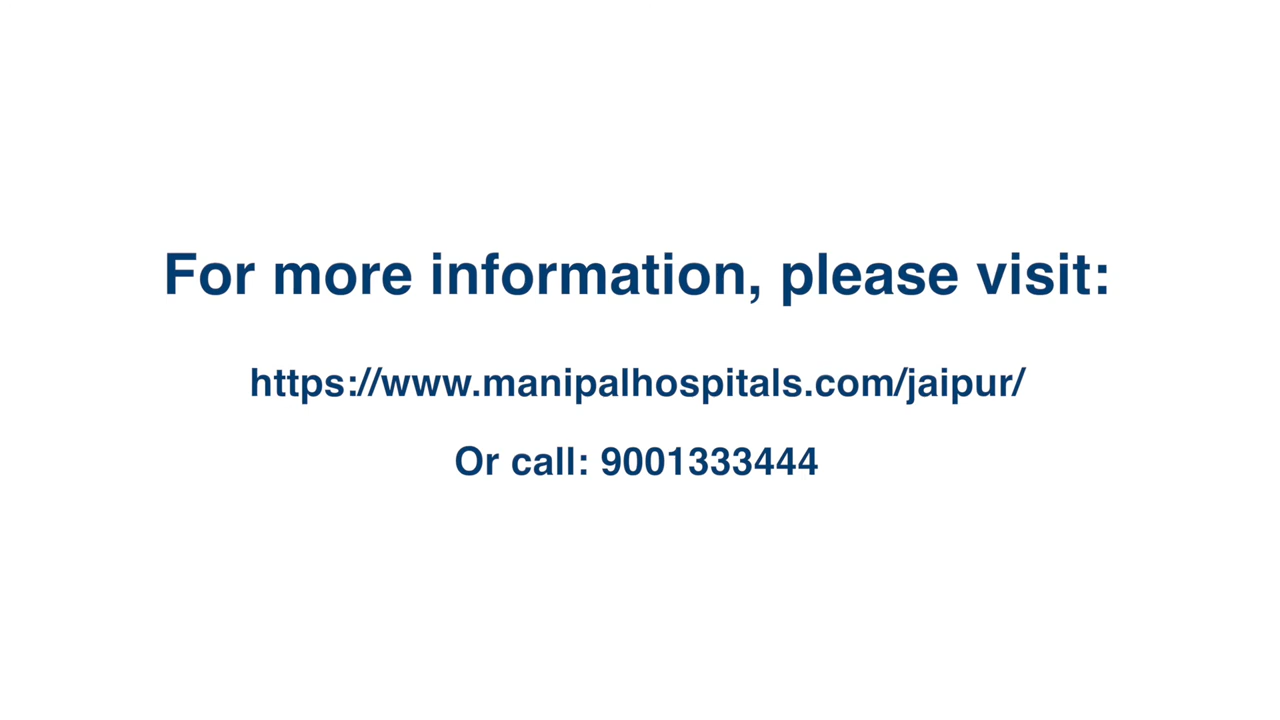 For more information, please visit:
https://www.manipalhospitals.com/jaipur/
Or call: 9001333444